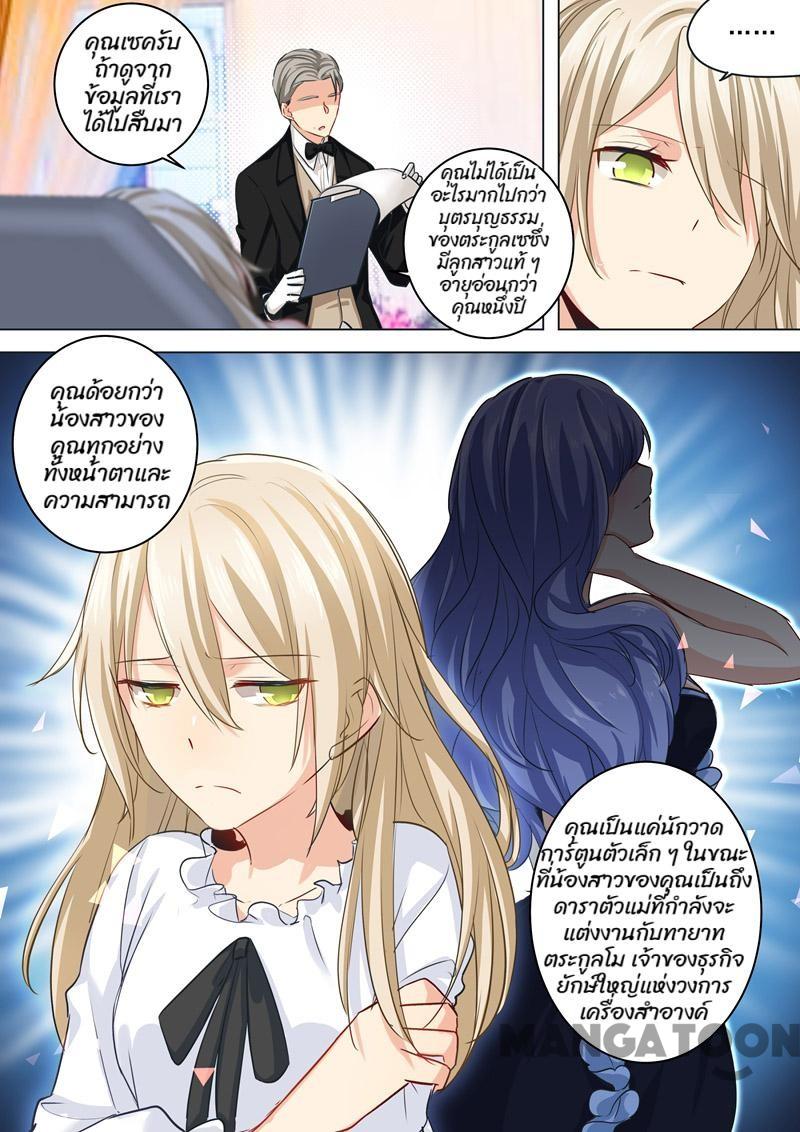 คุณเซครับ
ถ้าดูจาก
ข้อมูลที่เรา
ได้ไปสืบมา
คุณไม่ได้เป็น
อะไรมากไปกว่า
บุตรบุญธรรม
ของตระกูลเซซึ่ง
มีลูกสาวแท้ ๆ
อายุอ่อนกว่า
คุณหนึ่งปี
......
คุณด้อยกว่า
น้องสาวของ
คุณทุกอย่าง
ทั้งหน้าตาและ
ความสามารถ
คุณเป็นแค่นักวาด
การ์ตูนตัวเล็ก ๆ ในขณะ
ที่น้องสาวของคุณเป็นถึง
ดาราตัวแม่ที่กำลังจะ
แต่งงานกับทายาท
ตระกูลโม เจ้าของธุรกิจ
ยักษ์ใหญ่แห่งวงการ
เครื่องสำอางค์
MANGATOON